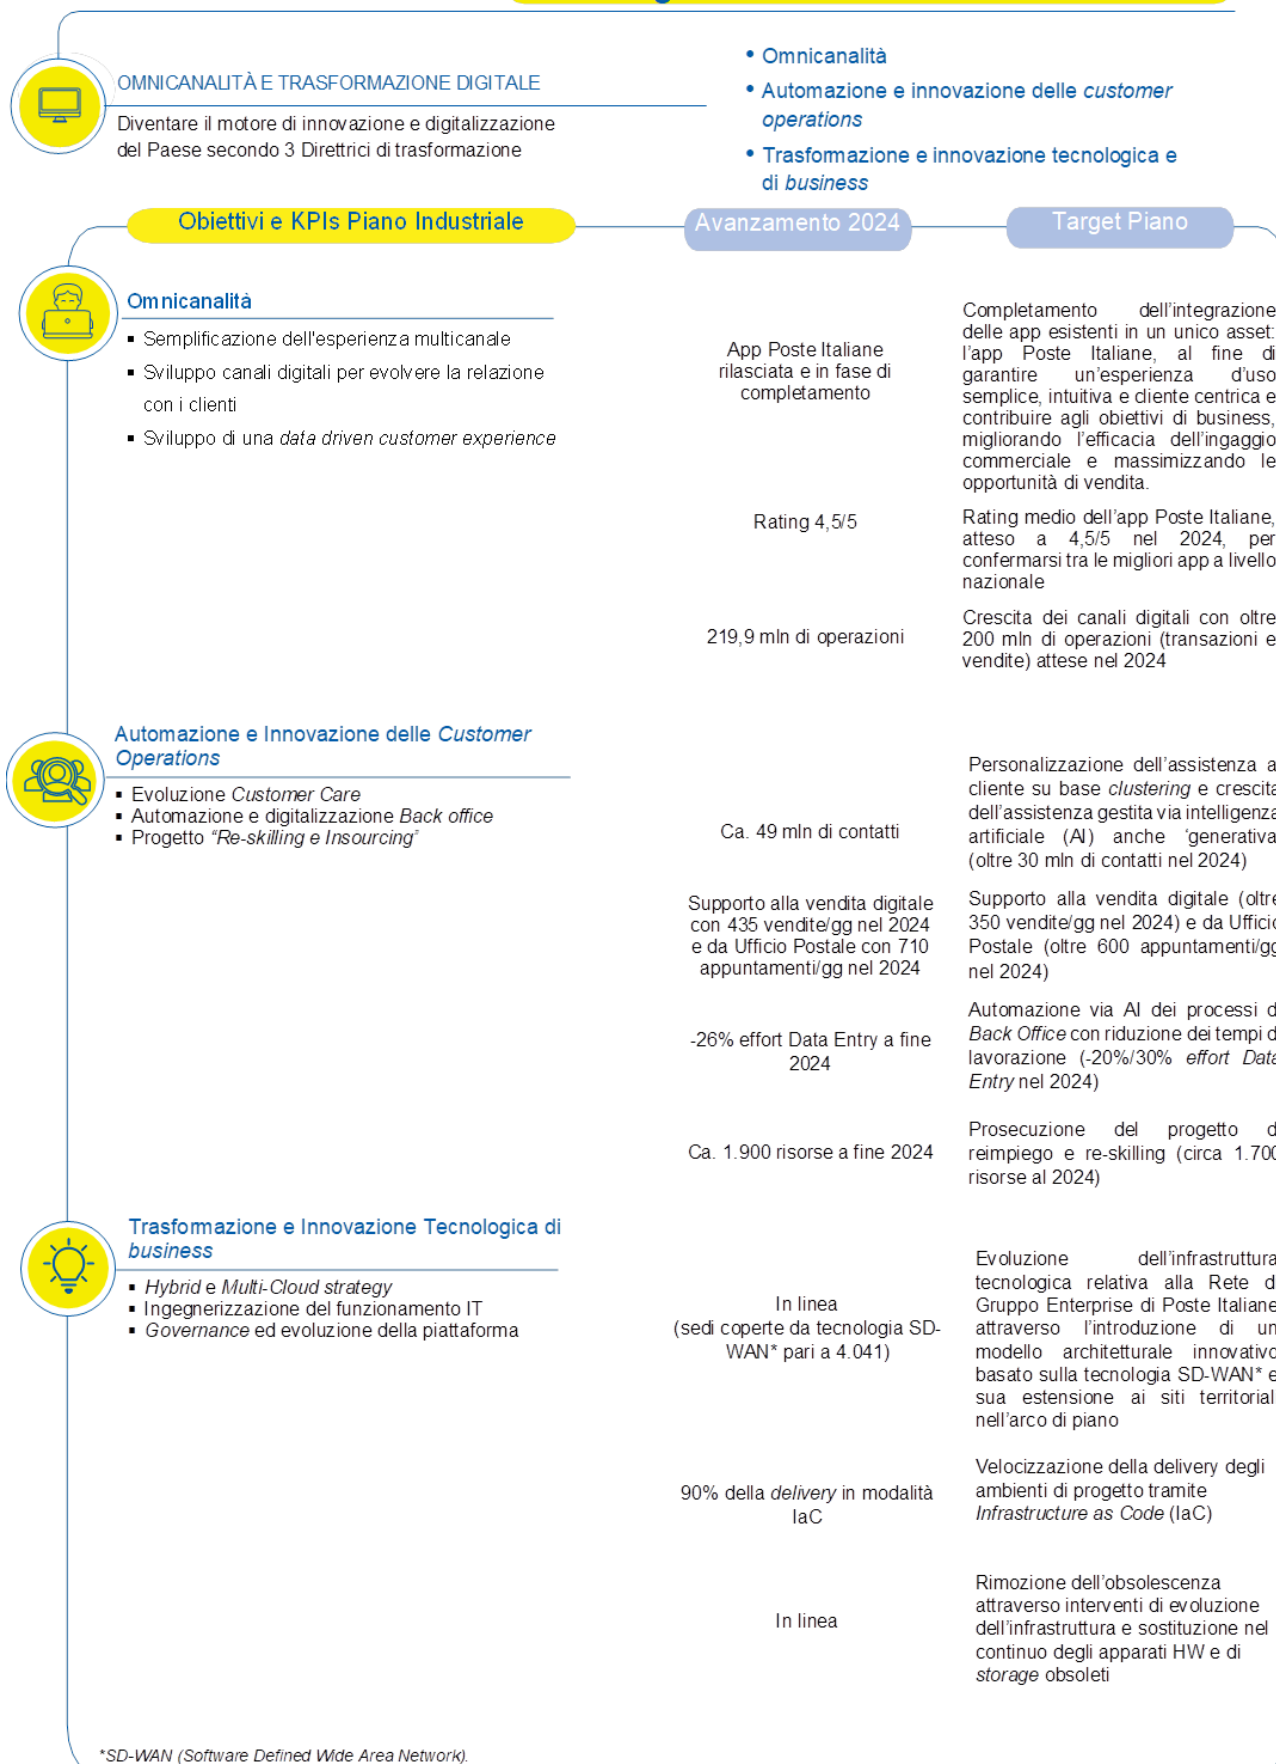 OMNICANALITÀ E TRASFORMAZIONE DIGITALE
Diventare il motore di innovazione e digitalizzazione
del Paese secondo 3 Direttrici di trasformazione
• Omnicanalità
• Automazione e innovazione delle customer
operations
• Trasformazione e innovazione tecnologica e
di business
Obiettivi e KPIs Piano Industriale
Avanzamento 2024
Target Piano
Omnicanalità
▪ Semplificazione dell'esperienza multicanale
▪ Sviluppo canali digitali per evolvere la relazione
con i clienti
▪ Sviluppo di una data driven customer experience
App Poste Italiane
rilasciata e in fase di
completamento
Completamento dell'integrazione
delle app esistenti in un unico asset:
l'app Poste Italiane, al fine di
garantire un'esperienza d'uso
semplice, intuitiva e cliente centrica e
contribuire agli obiettivi di business,
migliorando l'efficacia dell'ingaggio
commerciale e massimizzando le
opportunità di vendita.
Rating 4,5/5
Rating medio dell'app Poste Italiane,
atteso a 4,5/5 nel 2024, per
confermarsi tra le migliori app a livello
nazionale
219,9 mln di operazioni
Crescita dei canali digitali con oltre
200 mln di operazioni (transazioni e
vendite) attese nel 2024
Automazione e Innovazione delle Customer
Operations
▪ Evoluzione Customer Care
▪ Automazione e digitalizzazione Back office
▪ Progetto “Re-skilling e Insourcing”
Ca. 49 mln di contatti
Personalizzazione dell'assistenza a
cliente su base clustering e crescita
dell'assistenza gestita via intelligenza
artificiale (AI) anche 'generativa
(oltre 30 mln di contatti nel 2024)
Supporto alla vendita digitale
con 435 vendite/gg nel 2024
e da Ufficio Postale con 710
appuntamenti/gg nel 2024
Supporto alla vendita digitale (oltre
350 vendite/gg nel 2024) e da Ufficio
Postale (oltre 600 appuntamenti/gg
nel 2024)
-26% effort Data Entry a fine
2024
Automazione via AI dei processi d
Back Office con riduzione dei tempi d
lavorazione (-20%/30% effort Data
Entry nel 2024)
Ca. 1.900 risorse a fine 2024
Prosecuzione del progetto d
reimpiego e re-skilling (circa 1.700
risorse al 2024)
Trasformazione e Innovazione Tecnologica di
business
▪ Hybrid e Multi-Cloud strategy
▪ Ingegnerizzazione del funzionamento IT
▪ Governance ed evoluzione della piattaforma
In linea
(sedi coperte da tecnologia SD-
WAN* pari a 4.041)
Evoluzione dell'infrastruttura
tecnologica relativa alla Rete d
Gruppo Enterprise di Poste Italiane
attraverso l'introduzione di un
modello architetturale innovativo
basato sulla tecnologia SD-WAN* e
sua estensione ai siti territorial
nell'arco di piano
90% della delivery in modalità
IaC
Velocizzazione della delivery degli
ambienti di progetto tramite
Infrastructure as Code (IaC)
In linea
Rimozione dell'obsolescenza
attraverso interventi di evoluzione
dell'infrastruttura e sostituzione nel
continuo degli apparati HW e di
storage obsoleti
*SD-WAN (Software Defined Wide Area Network).